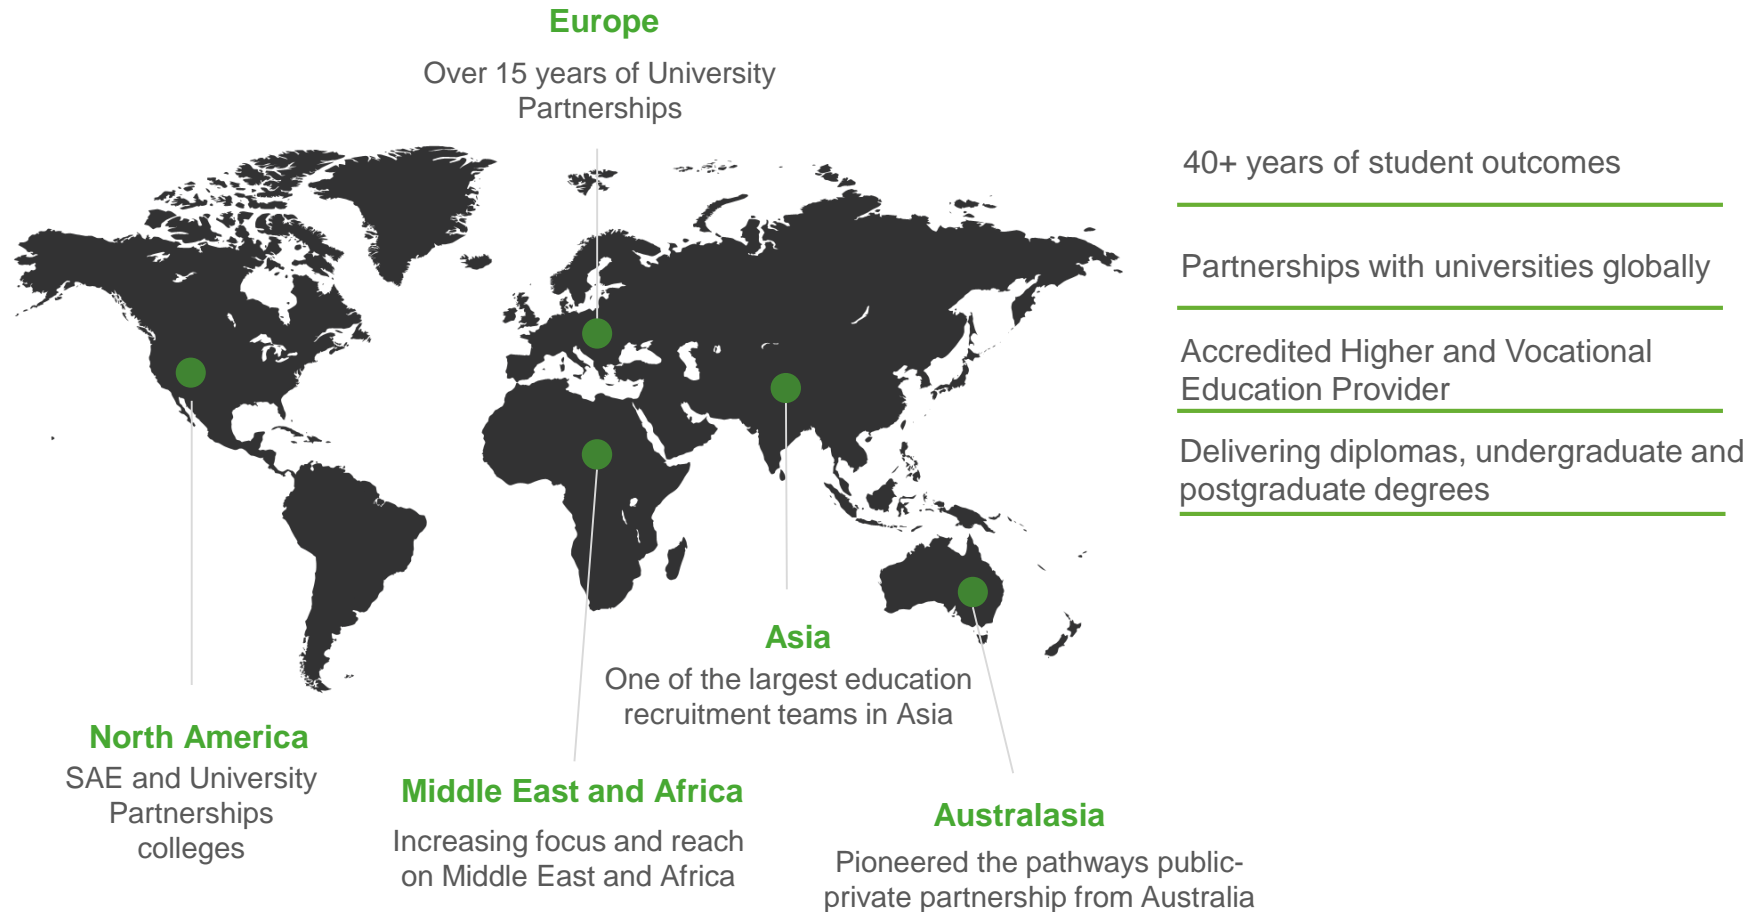 Europe
Over 15 years of University
Partnerships
40+ years of student outcomes
Partnerships with universities globally
Accredited Higher and Vocational
Education Provider
Delivering diplomas, undergraduate and
postgraduate degrees
Asia
One of the largest education
recruitment teams in Asia
North America
SAE and University
Partnerships
colleges
Middle East and Africa
Increasing focus and reach
on Middle East and Africa
Australasia
Pioneered the pathways public-
private partnership from Australia